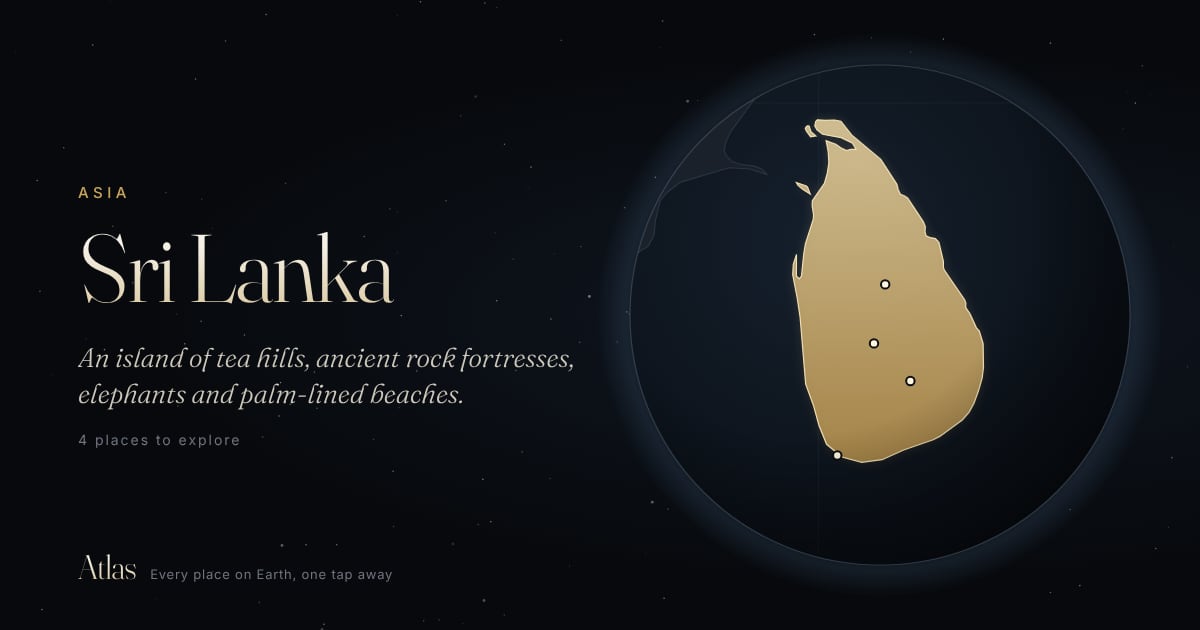 ASIA
Sri Lanka
An island of tea hills, ancient rock fortresses,
elephants and palm-lined beaches.
4 places to explore
Atlas Every place on Earth, one tap away